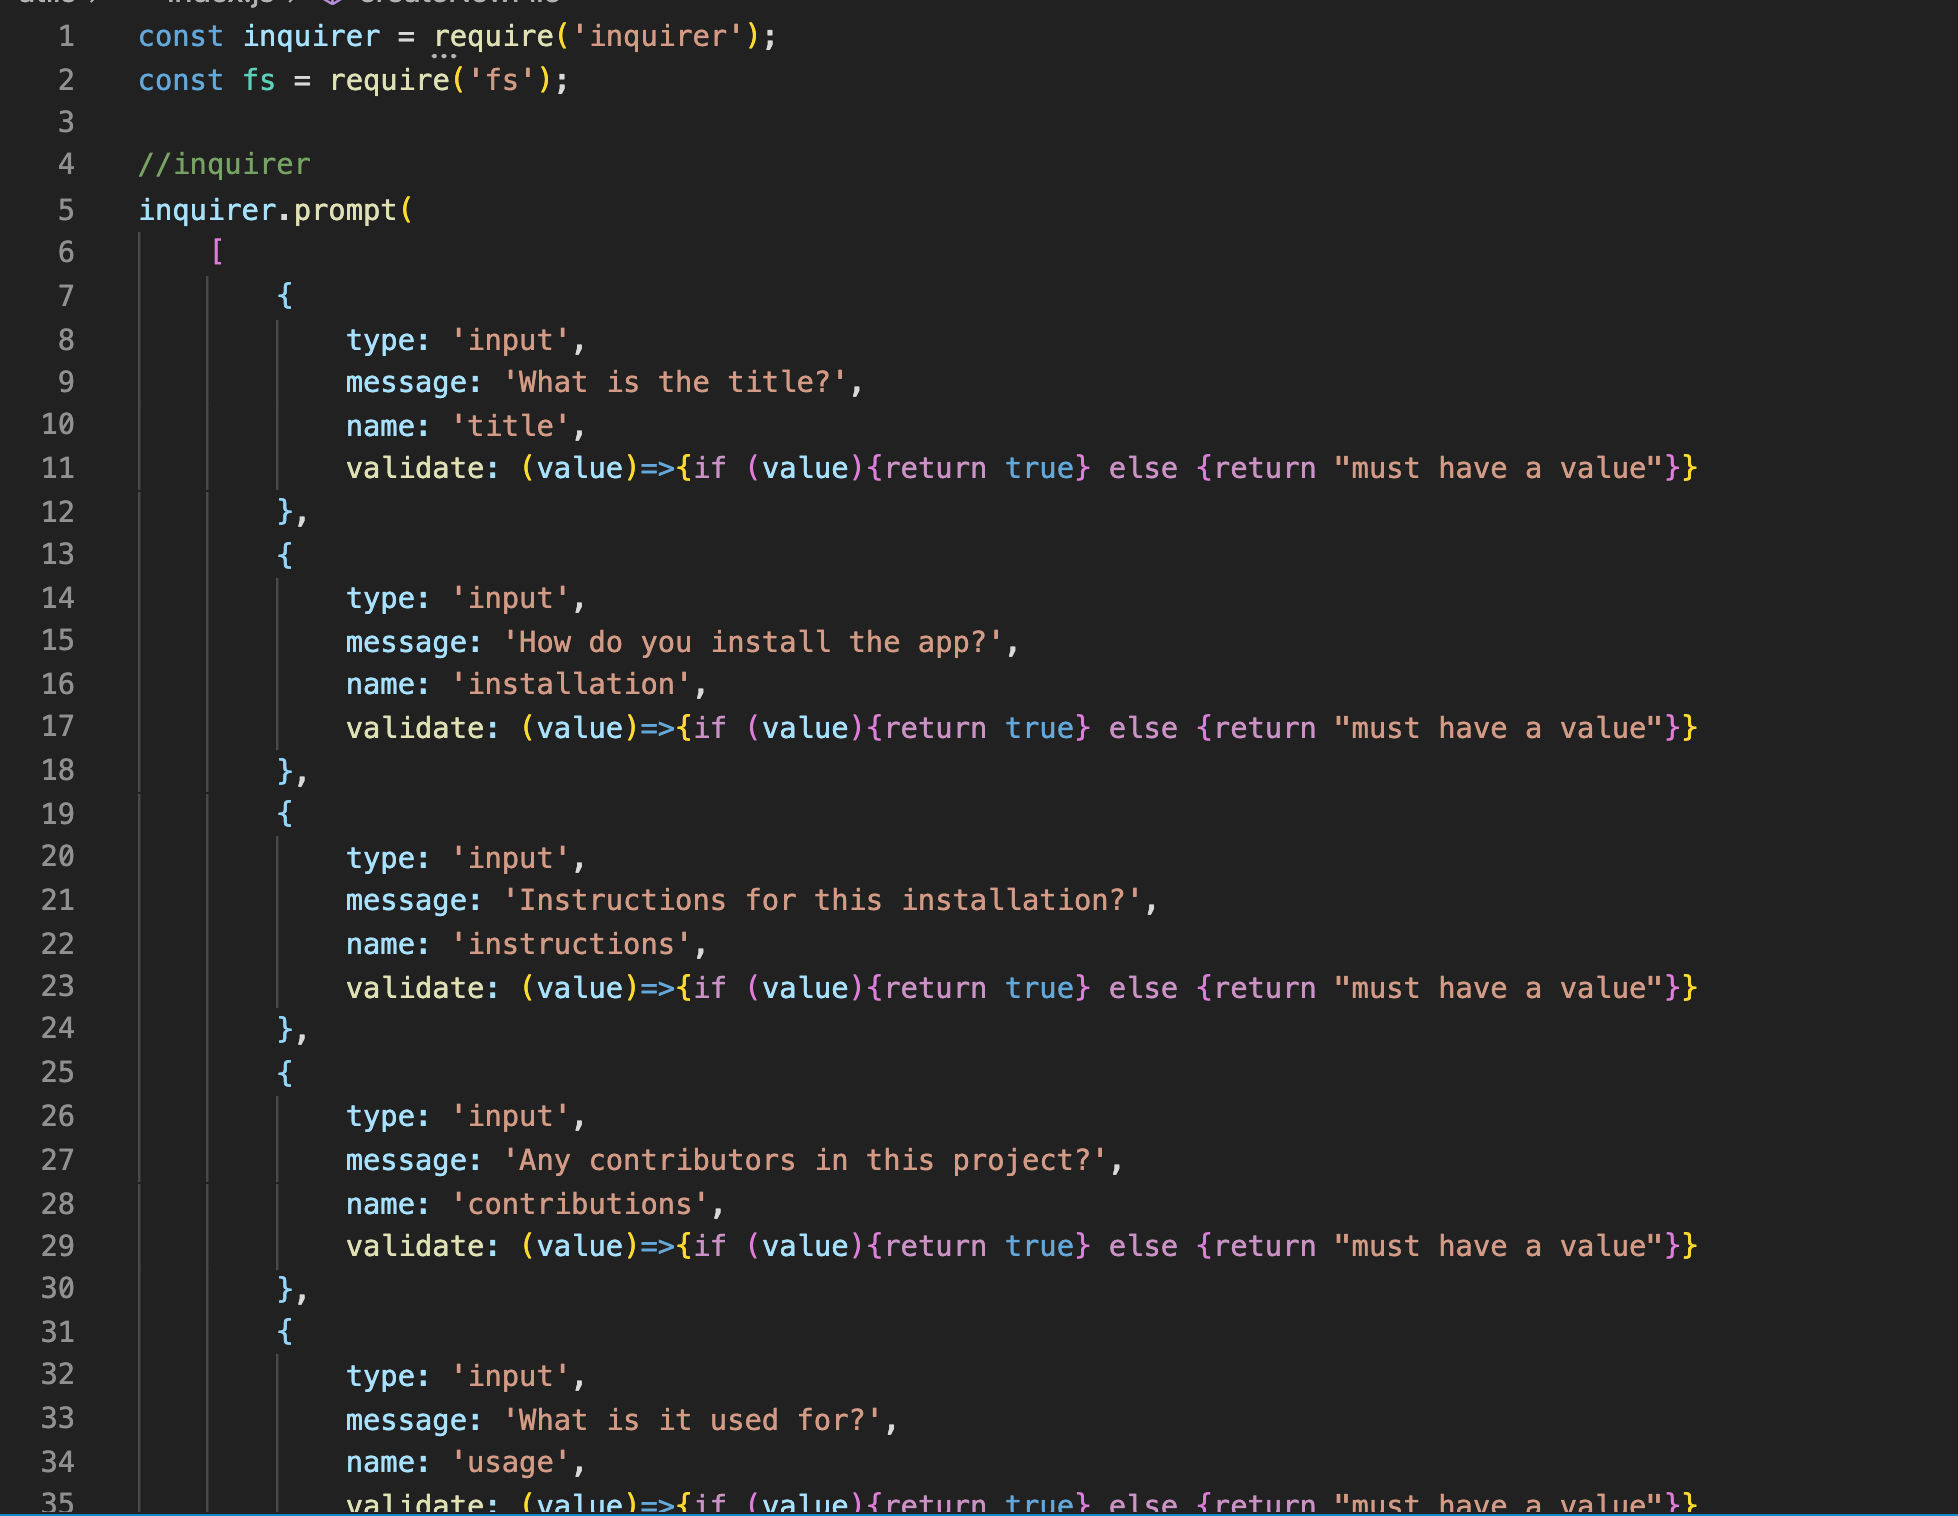 1 const inquirer = require('inquirer');
2 const fs = require('fs');
3
4 //inquirer
5 inquirer.prompt(
6 [
7 {
8 type: 'input',
9 message: 'What is the title?',
10 name: 'title',
11 validate: (value)=>{if (value){return true} else {return "must have a value"}}
12 },
13 {
14 type: 'input',
15 message: 'How do you install the app?',
16 name: 'installation',
17 validate: (value)=>{if (value){return true} else {return "must have a value"}}
18 },
19 {
20 type: 'input',
21 message: 'Instructions for this installation?',
22 name: 'instructions',
23 validate: (value)=>{if (value){return true} else {return "must have a value"}}
24 },
25 {
26 type: 'input',
27 message: 'Any contributors in this project?',
28 name: 'contributions',
29 validate: (value)=>{if (value){return true} else {return "must have a value"}}
30 },
31 {
32 type: 'input',
33 message: 'What is it used for?',
34 name: 'usage',
35 validate: (value)=>{if (value){return true} else {return "must have a value"}}